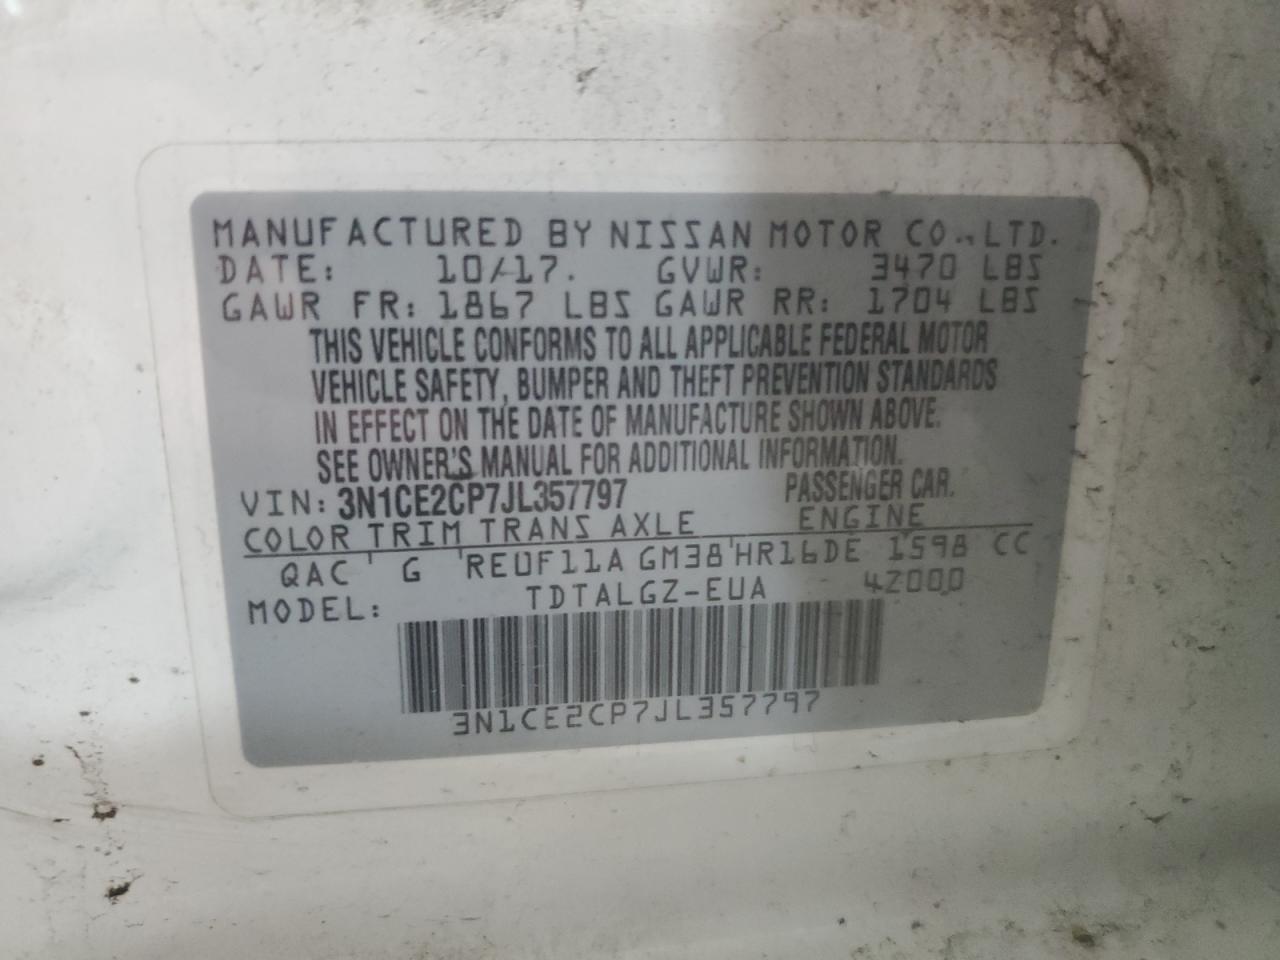 MANUFACTURED BY NISSAN MOTOR CO., LTD.
DATE: 10/17. GVWR: 3470 LBS
GAWR FR: 1867 LBS GAWR RR: 1704 LBS
THIS VEHICLE CONFORMS TO ALL APPLICABLE FEDERAL MOTOR
VEHICLE SAFETY, BUMPER AND THEFT PREVENTION STANDARDS
IN EFFECT ON THE DATE OF MANUFACTURE SHOWN ABOVE.
SEE OWNER'S MANUAL FOR ADDITIONAL INFORMATION.
VIN: 3N1CE2CP7JL357797 PASSENGER CAR.
COLOR TRIM TRANS AXLE ENGINE
QAC G RE0F11A GM38 HR16DE 1598 CC
MODEL: TDTALGZ-EUA 42000
3N1CE2CP7JL357797